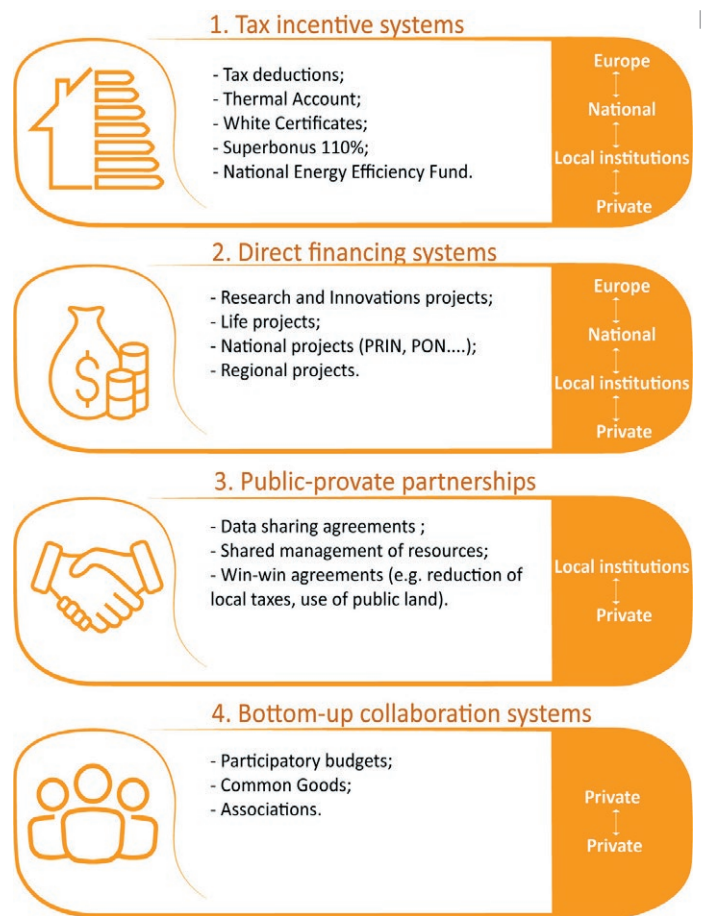 1. Tax incentive systems
- Tax deductions;
- Thermal Account;
- White Certificates;
- Superbonus 110%;
- National Energy Efficiency Fund.
Europe
National
Local institutions
Private
2. Direct financing systems
- Research and Innovations projects;
- Life projects;
- National projects (PRIN, PON....);
- Regional projects.
$
Europe
National
Local institutions
Private
3. Public-provate partnerships
- Data sharing agreements ;
- Shared management of resources;
- Win-win agreements (e.g. reduction of
local taxes, use of public land).
Local institutions
Private
4. Bottom-up collaboration systems
- Participatory budgets;
- Common Goods;
- Associations.
Private
Private